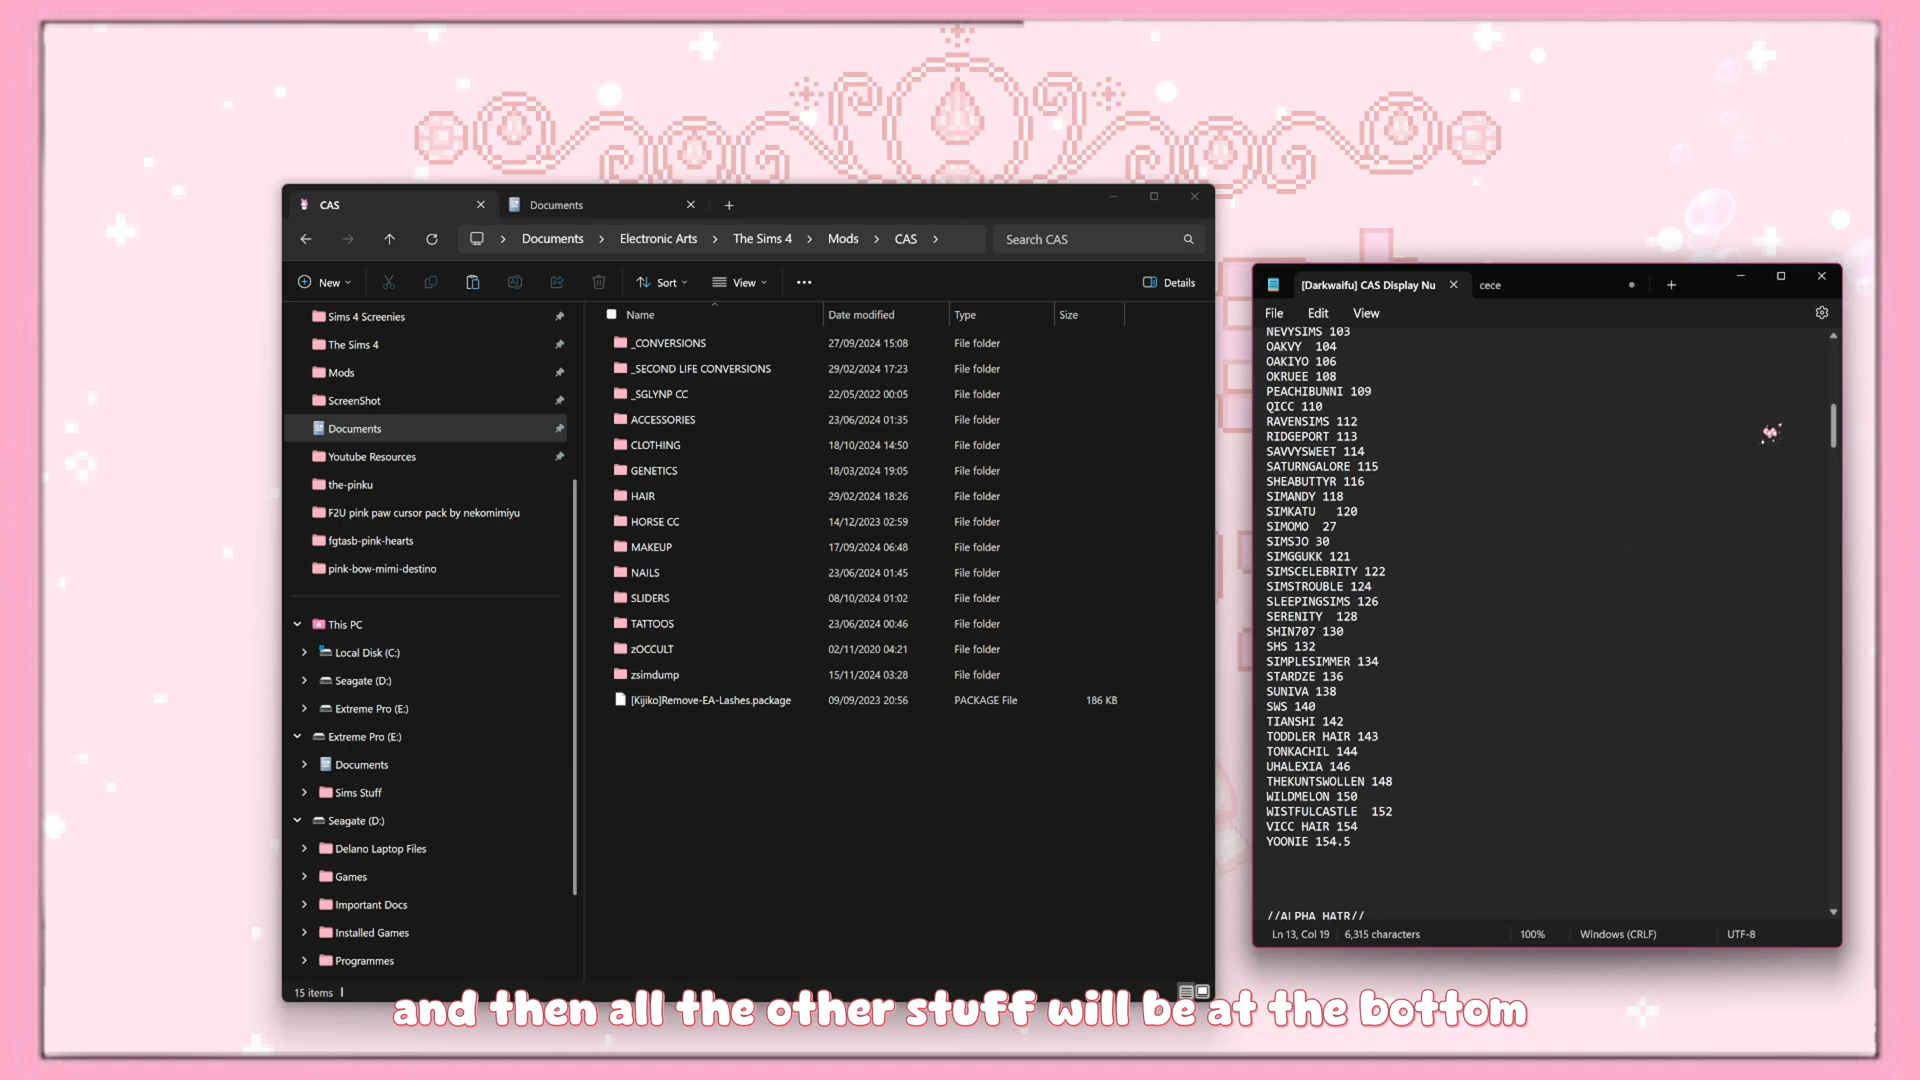 CAS
Documents
Documents
Electronic Arts
The Sims 4
Mods
CAS
Search CAS
New
Sort
View
Details
Sims 4 Screenies
The Sims 4
Mods
ScreenShot
Documents
Youtube Resources
the-pinku
F2U pink paw cursor pack by nekomimiyu
fgtasb-pink-hearts
pink-bow-mimi-destino
This PC
Local Disk (C:)
Seagate (D:)
Extreme Pro (E:)
Extreme Pro (E:)
Documents
Sims Stuff
Seagate (D:)
Delano Laptop Files
Games
Important Docs
Installed Games
Programmes
Name Date modified Type Size
_CONVERSIONS 27/09/2024 15:08 File folder
_SECOND LIFE CONVERSIONS 29/02/2024 17:23 File folder
_SGLYNP CC 22/05/2022 00:05 File folder
ACCESSORIES 23/06/2024 01:35 File folder
CLOTHING 18/10/2024 14:50 File folder
GENETICS 18/03/2024 19:05 File folder
HAIR 29/02/2024 18:26 File folder
HORSE CC 14/12/2023 02:59 File folder
MAKEUP 17/09/2024 06:48 File folder
NAILS 23/06/2024 01:45 File folder
SLIDERS 08/10/2024 01:02 File folder
TATTOOS 23/06/2024 00:46 File folder
zOCCULT 02/11/2020 04:21 File folder
zsimdump 15/11/2024 03:28 File folder
[Kijiko]Remove-EA-Lashes.package 09/09/2023 20:56 PACKAGE File 186 KB
15 items
[Darkwaifu] CAS Display Nu
cece
File Edit View
NEVYSIMS 103
OAKVY 104
OAKIYO 106
OKRUEE 108
PEACHIBUNNI 109
QICC 110
RAVENSIMS 112
RIDGEPORT 113
SAVVYSWEET 114
SATURNGALORE 115
SHEABUTTYR 116
SIMANDY 118
SIMKATU 120
SIMOMO 27
SIMSJO 30
SIMGGUKK 121
SIMSCELEBRITY 122
SIMSTROUBLE 124
SLEEPINGSIMS 126
SERENITY 128
SHIN707 130
SHS 132
SIMPLESIMMER 134
STARDZE 136
SUNIVA 138
SWS 140
TIANSHI 142
TODDLER HAIR 143
TONKACHIL 144
UHALEXIA 146
THEKUNTSWOLLEN 148
WILDMELON 150
WISTFULCASTLE 152
VICC HAIR 154
YOONIE 154.5
//ALPHA HAIR//
Ln 13, Col 19 6,315 characters 100% Windows (CRLF) UTF-8
and then all the other stuff will be at the bottom